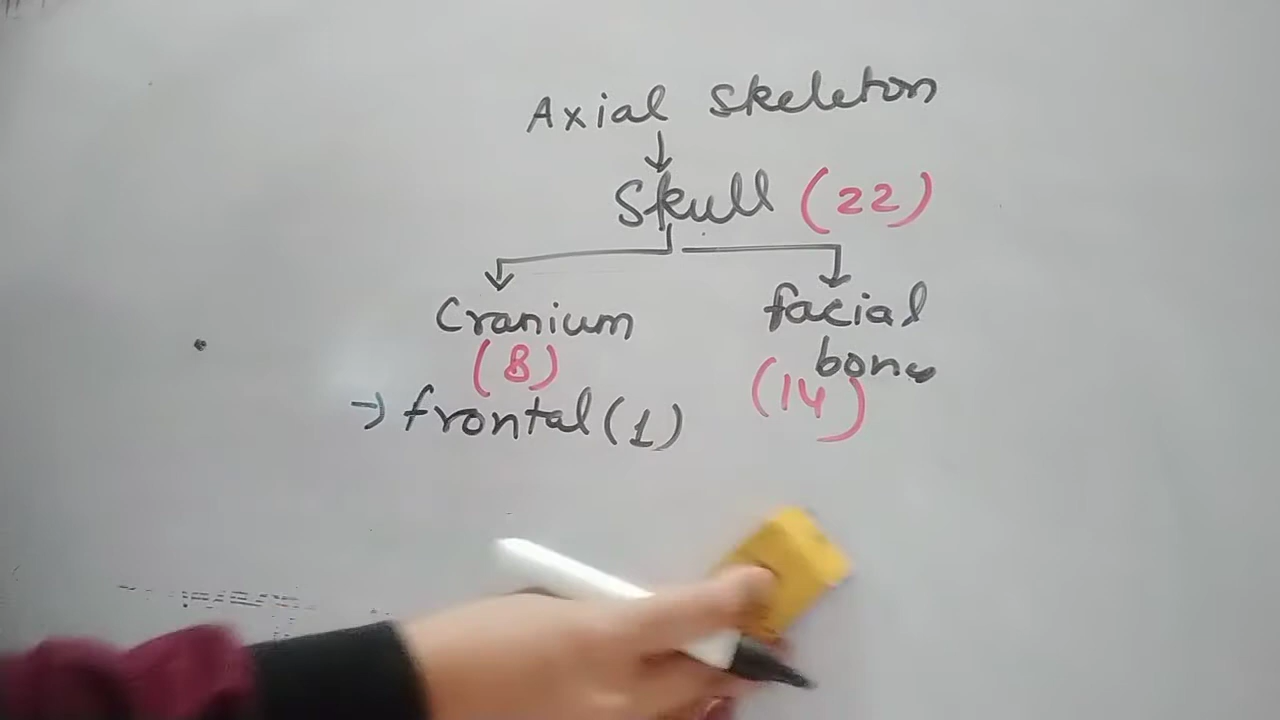 Axial Skeleton
↓
Skull (22)
Cranium
(8)
facial
bone
(14)
→ frontal (1)